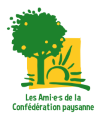 Les Ami·e·s de la
Confédération paysanne